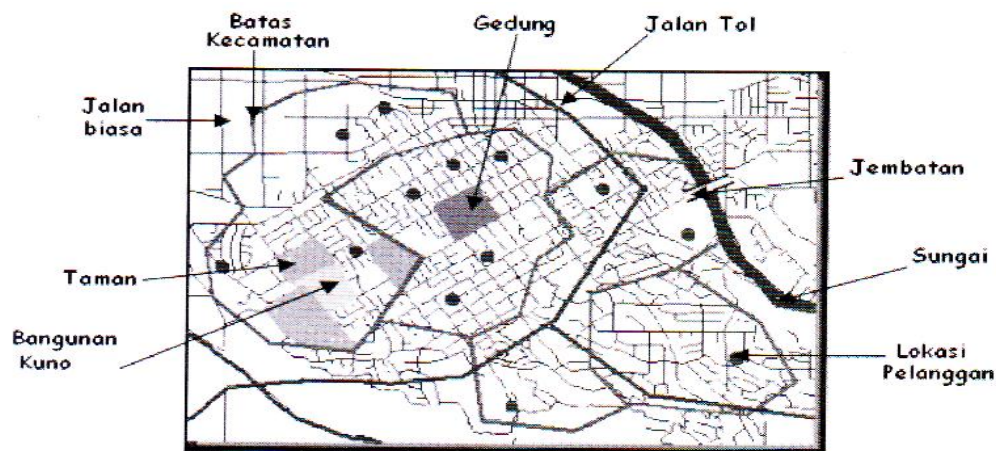 Batas
Kecamatan
Gedung
Jalan Tol
Jalan
biasa
Jembatan
Taman
Sungai
Bangunan
Kuno
Lokasi
Pelanggan